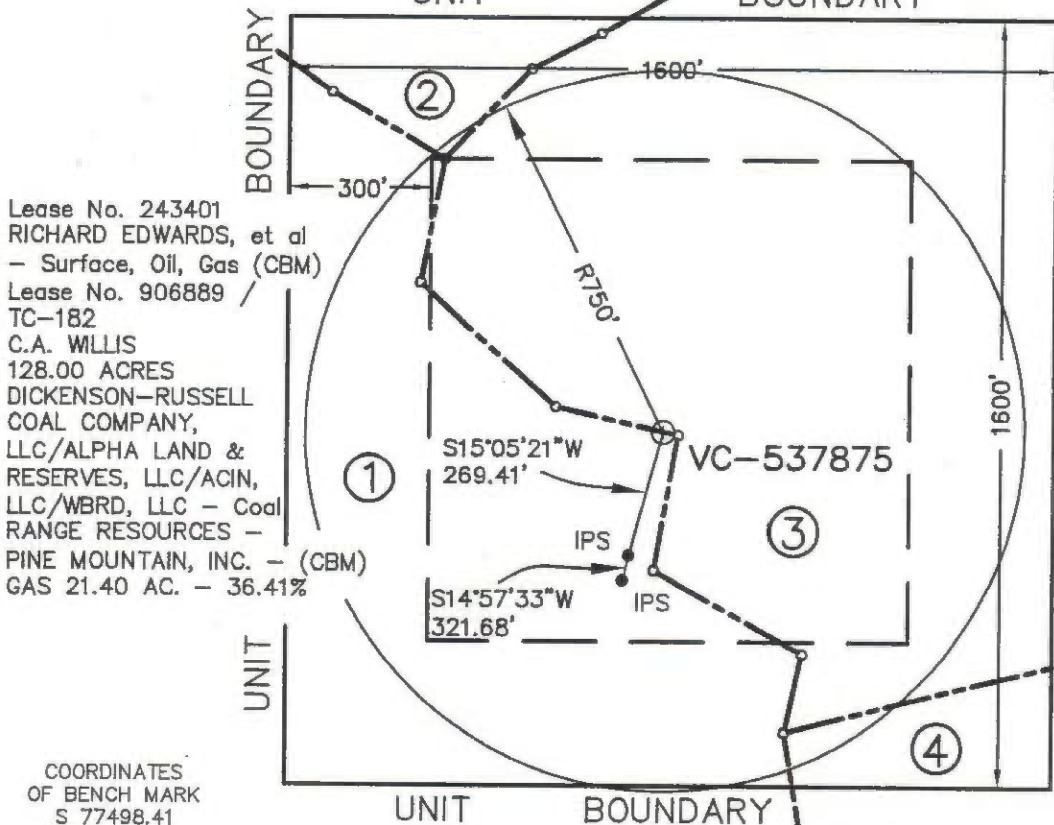 UNIT BOUNDARY
BOUNDARY
1600'
②
300'
Lease No. 243401
RICHARD EDWARDS, et al
– Surface, Oil, Gas (CBM)
Lease No. 906889 /
TC–182
C.A. WILLIS
128.00 ACRES
DICKENSON–RUSSELL
COAL COMPANY,
LLC/ALPHA LAND &
RESERVES, LLC/ACIN,
LLC/WBRD, LLC – Coal
RANGE RESOURCES –
PINE MOUNTAIN, INC. – (CBM)
GAS 21.40 AC. – 36.41%
R750'
1600'
S15°05'21"W
269.41'
VC–537875
①
③
IPS
IPS
S14°57'33"W
321.68'
UNIT
④
COORDINATES
OF BENCH MARK
S 77498.41
UNIT BOUNDARY